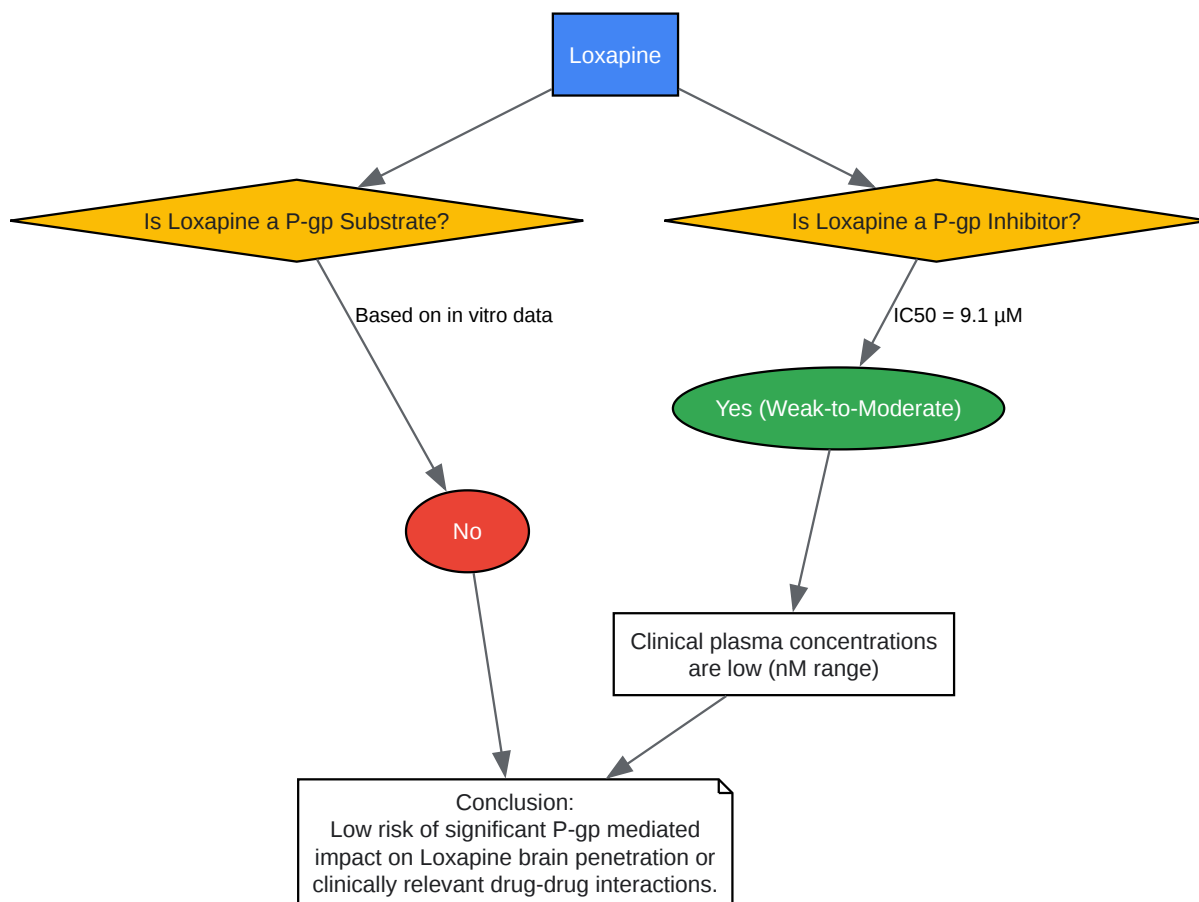 Loxapine
Is Loxapine a P-gp Substrate?
Is Loxapine a P-gp Inhibitor?
Based on in vitro data
IC50 = 9.1 µM
Yes (Weak-to-Moderate)
No
Clinical plasma concentrations
are low (nM range)
Conclusion:
Low risk of significant P-gp mediated
impact on Loxapine brain penetration or
clinically relevant drug-drug interactions.